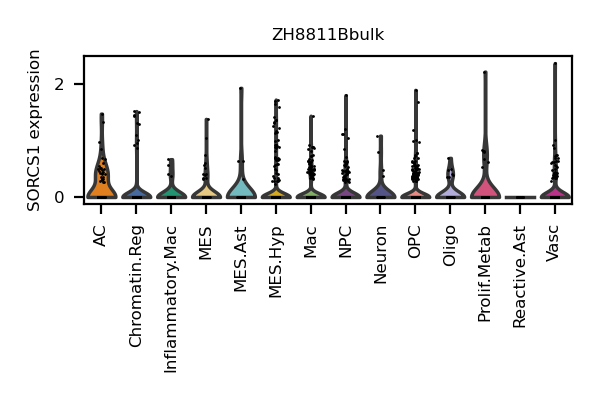 ZH8811Bbulk
SORCS1 expression
2
0
AC
Chromatin.Reg
Inflammatory.Mac
MES
MES.Ast
MES.Hyp
Mac
NPC
Neuron
OPC
Oligo
Prolif.Metab
Reactive.Ast
Vasc